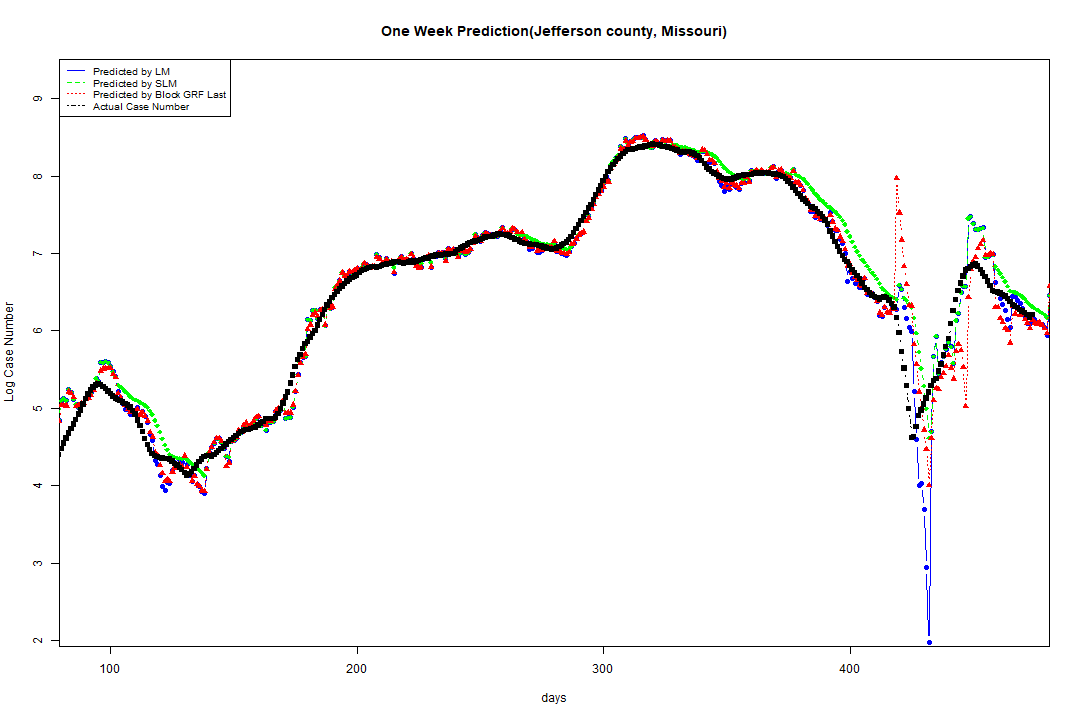 One Week Prediction(Jefferson county, Missouri)
Predicted by LM
Predicted by SLM
Predicted by Block GRF Last
Actual Case Number
9
8
7
6
5
4
3
2
Log Case Number
100 200 300 400
days